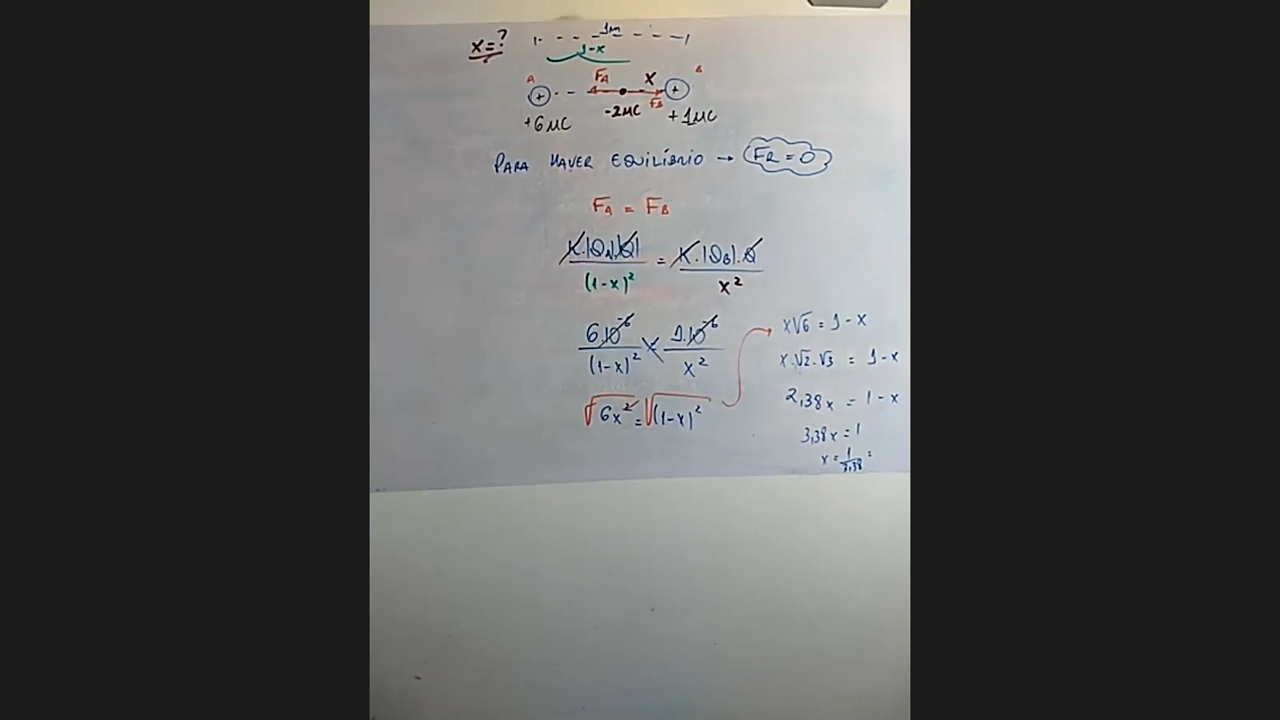 x=?
1m
1-x
A FA X B
+ FB +
+6 μC -2μC +1μC
PARA HAVER EQUILÍBRIO → FR = 0
FA = FB
K.|QA|.|Q| / (1-x)² = K.|QB|.Q / x²
6.10⁻⁶ / (1-x)² = 1.10⁻⁶ / x²
√6x² = √(1-x)²
x√6 = 1-x
x.√2.√3 = 1-x
2,38x = 1-x
3,38x = 1
x = 1/3,38 =